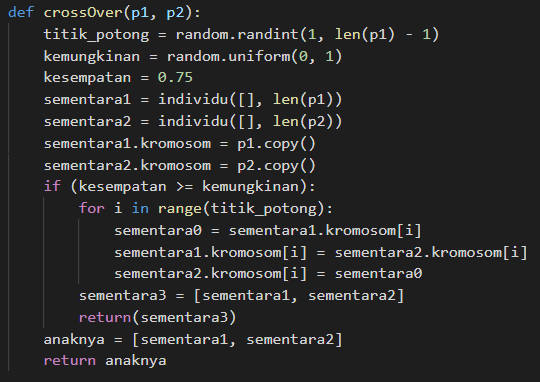 def crossOver(p1, p2):
    titik_potong = random.randint(1, len(p1) - 1)
    kemungkinan = random.uniform(0, 1)
    kesempatan = 0.75
    sementara1 = individu([], len(p1))
    sementara2 = individu([], len(p2))
    sementara1.kromosom = p1.copy()
    sementara2.kromosom = p2.copy()
    if (kesempatan >= kemungkinan):
        for i in range(titik_potong):
            sementara0 = sementara1.kromosom[i]
            sementara1.kromosom[i] = sementara2.kromosom[i]
            sementara2.kromosom[i] = sementara0
        sementara3 = [sementara1, sementara2]
        return(sementara3)
    anaknya = [sementara1, sementara2]
    return anaknya